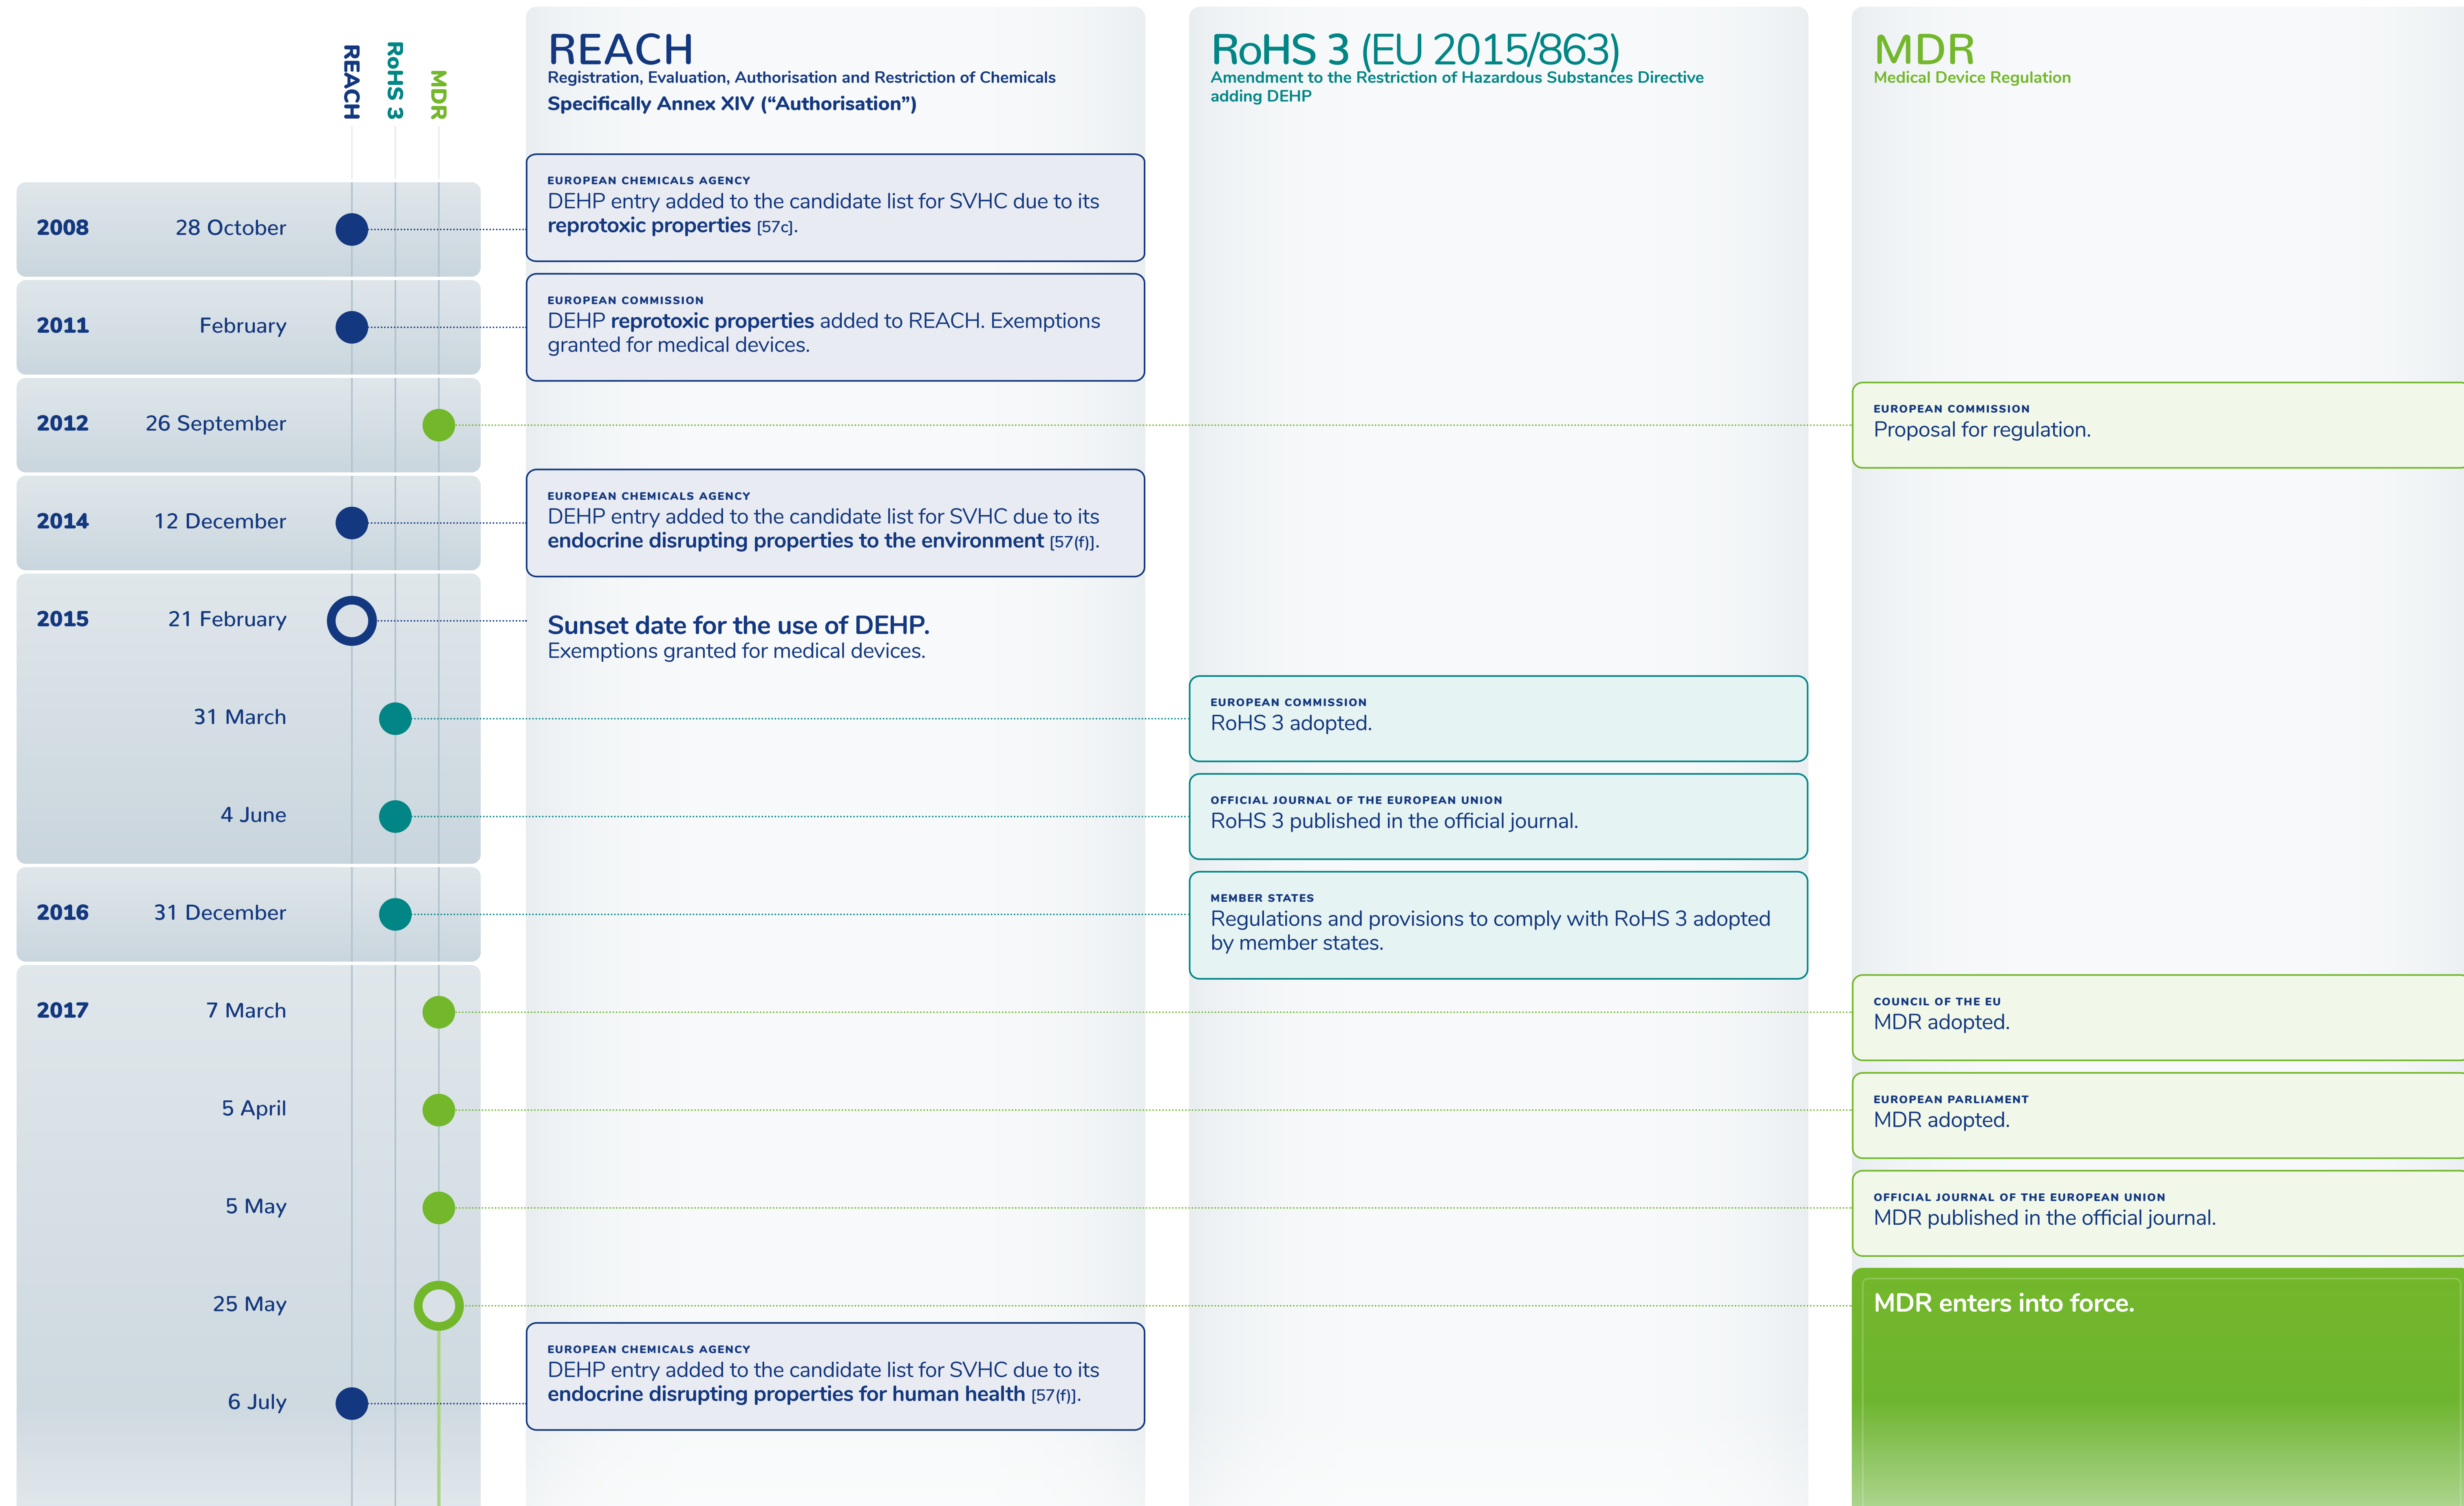 REACH
RoHS 3
MDR
REACH
Registration, Evaluation, Authorisation and Restriction of Chemicals
Specifically Annex XIV (“Authorisation”)
RoHS 3 (EU 2015/863)
Amendment to the Restriction of Hazardous Substances Directive
adding DEHP
MDR
Medical Device Regulation
2008 28 October
EUROPEAN CHEMICALS AGENCY
DEHP entry added to the candidate list for SVHC due to its
reprotoxic properties [57c].
2011 February
EUROPEAN COMMISSION
DEHP reprotoxic properties added to REACH. Exemptions
granted for medical devices.
2012 26 September
EUROPEAN COMMISSION
Proposal for regulation.
2014 12 December
EUROPEAN CHEMICALS AGENCY
DEHP entry added to the candidate list for SVHC due to its
endocrine disrupting properties to the environment [57(f)].
2015 21 February
Sunset date for the use of DEHP.
Exemptions granted for medical devices.
31 March
EUROPEAN COMMISSION
RoHS 3 adopted.
4 June
OFFICIAL JOURNAL OF THE EUROPEAN UNION
RoHS 3 published in the official journal.
2016 31 December
MEMBER STATES
Regulations and provisions to comply with RoHS 3 adopted
by member states.
2017 7 March
COUNCIL OF THE EU
MDR adopted.
5 April
EUROPEAN PARLIAMENT
MDR adopted.
5 May
OFFICIAL JOURNAL OF THE EUROPEAN UNION
MDR published in the official journal.
25 May
MDR enters into force.
6 July
EUROPEAN CHEMICALS AGENCY
DEHP entry added to the candidate list for SVHC due to its
endocrine disrupting properties for human health [57(f)].